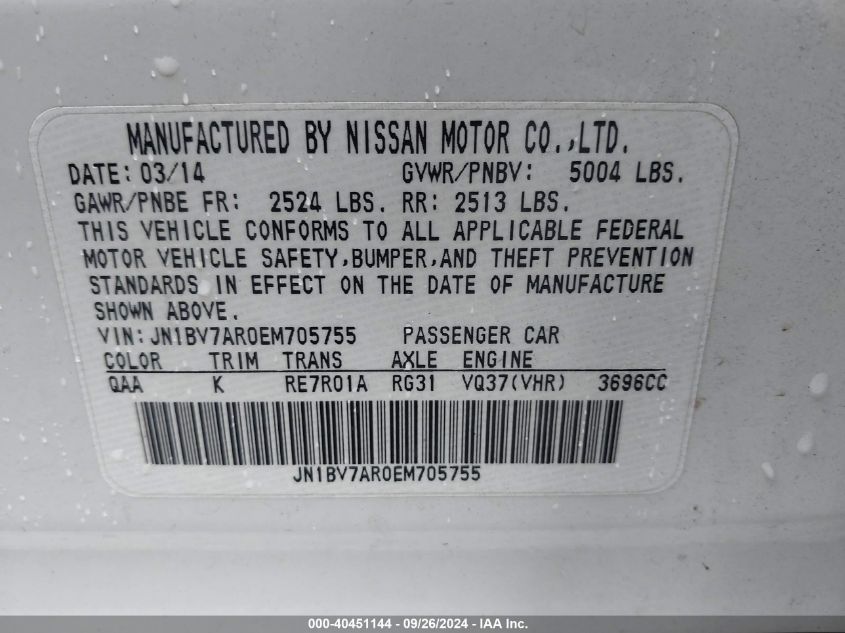 MANUFACTURED BY NISSAN MOTOR CO.,LTD.
DATE: 03/14 GVWR/PNBV: 5004 LBS.
GAWR/PNBE FR: 2524 LBS. RR: 2513 LBS.
THIS VEHICLE CONFORMS TO ALL APPLICABLE FEDERAL
MOTOR VEHICLE SAFETY,BUMPER,AND THEFT PREVENTION
STANDARDS IN EFFECT ON THE DATE OF MANUFACTURE
SHOWN ABOVE.
VIN:JN1BV7AR0EM705755 PASSENGER CAR
COLOR TRIM TRANS AXLE ENGINE
QAA K RE7R01A RG31 VQ37(VHR) 3696CC
JN1BV7AR0EM705755
000-40451144 - 09/26/2024 - IAA Inc.